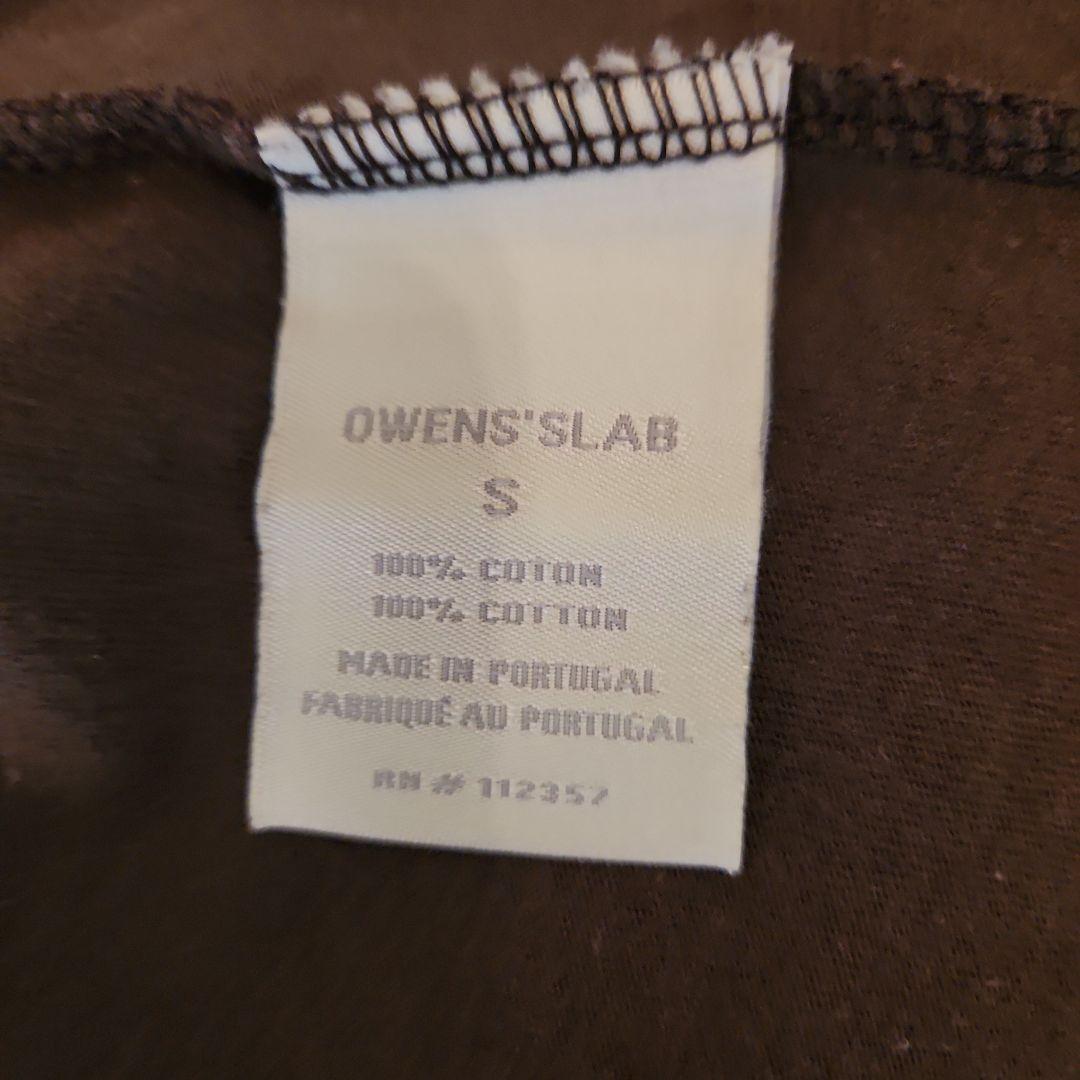 OWENS'SLAB
S
100% COTON
100% COTTON
MADE IN PORTUGAL
FABRIQUÉ AU PORTUGAL
RN # 112357